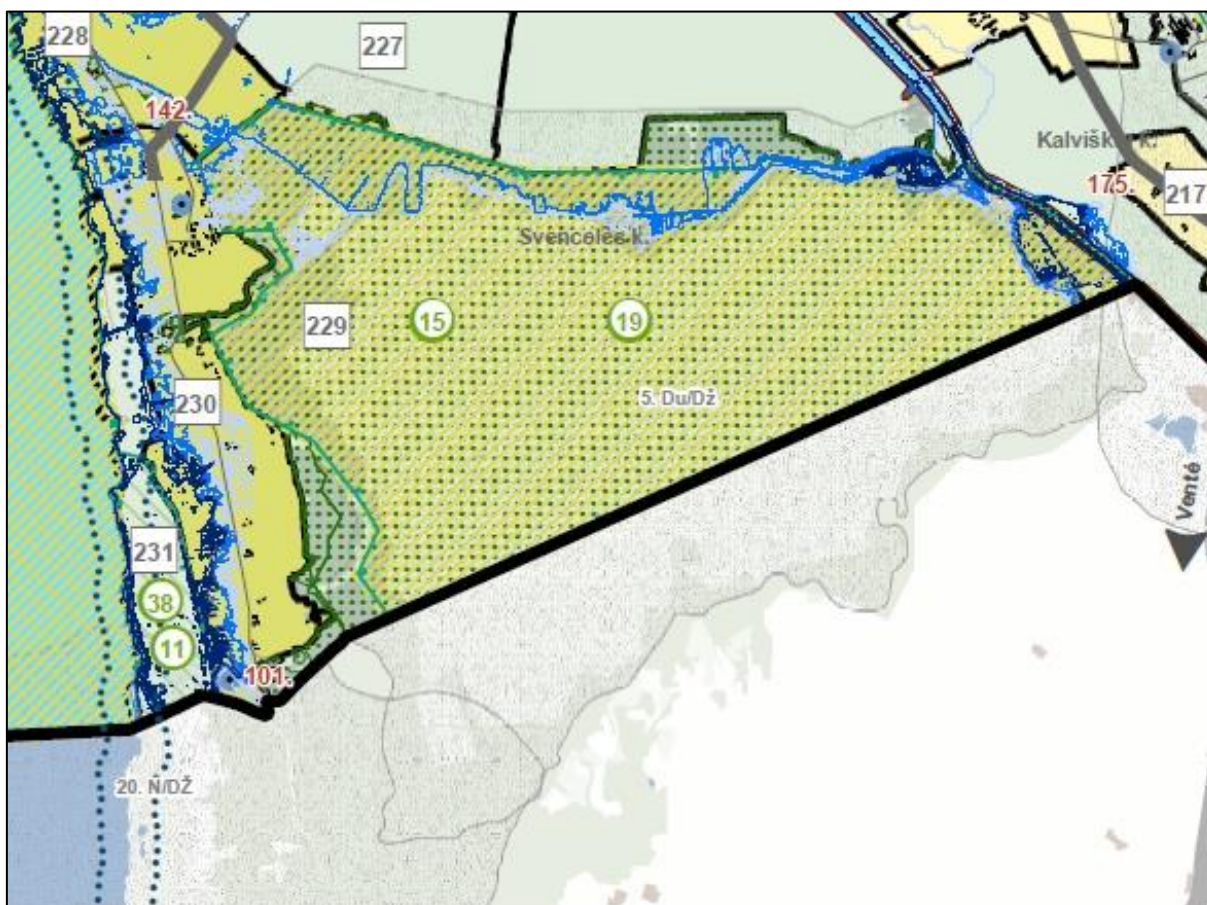 228
227
142.
Kalvišk
k.
175.
217
Svencelės k.
229
15
19
230
5. Du/Dž
Ventė
231
38
11
101.
20. N/DŽ